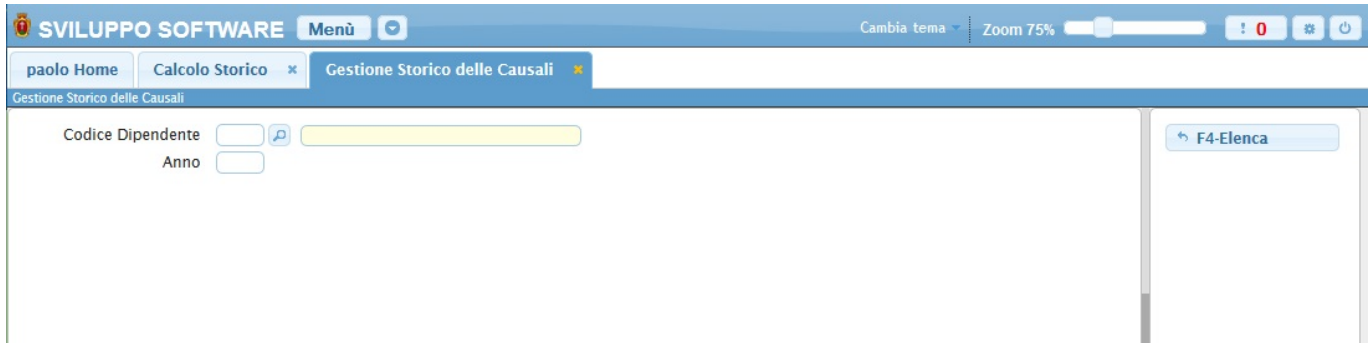 SVILUPPO SOFTWARE Menù Cambia tema Zoom 75% ! 0
paolo Home Calcolo Storico × Gestione Storico delle Causali ×
Gestione Storico delle Causali
Codice Dipendente F4-Elenca
Anno